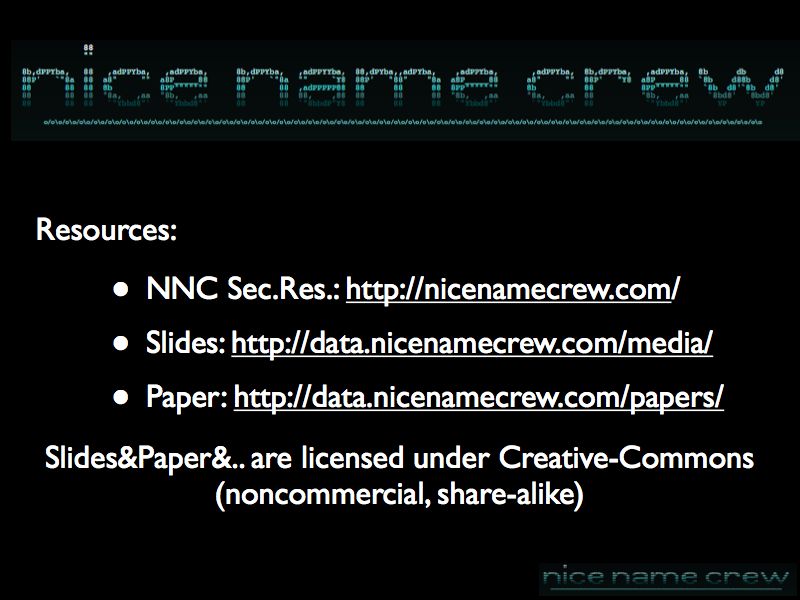 nice name crew
Resources:
• NNC Sec.Res.: http://nicenamecrew.com/
• Slides: http://data.nicenamecrew.com/media/
• Paper: http://data.nicenamecrew.com/papers/
Slides&Paper&.. are licensed under Creative-Commons
(noncommercial, share-alike)
nice name crew